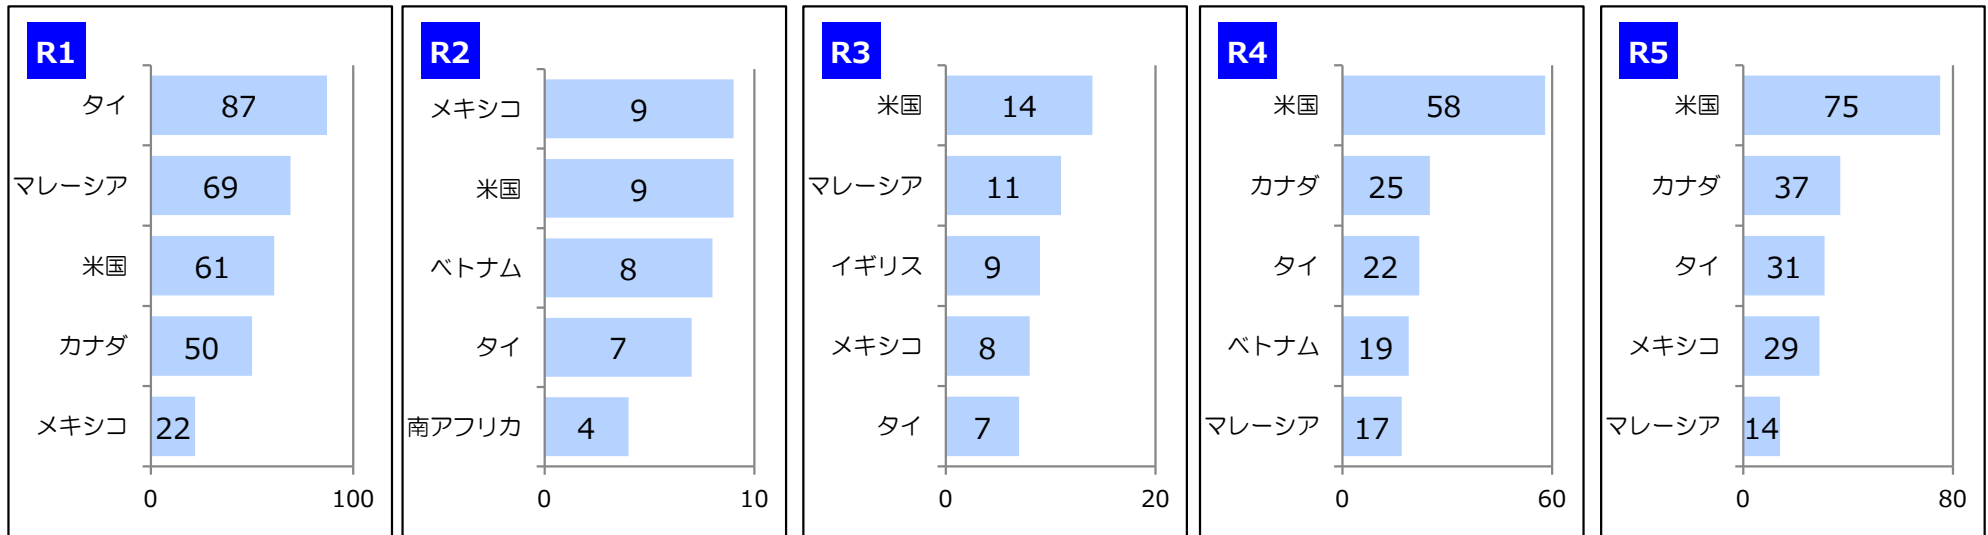 R1
タイ 87
マレーシア 69
米国 61
カナダ 50
メキシコ 22
0 100
R2
メキシコ 9
米国 9
ベトナム 8
タイ 7
南アフリカ 4
0 10
R3
米国 14
マレーシア 11
イギリス 9
メキシコ 8
タイ 7
0 20
R4
米国 58
カナダ 25
タイ 22
ベトナム 19
マレーシア 17
0 60
R5
米国 75
カナダ 37
タイ 31
メキシコ 29
マレーシア 14
0 80